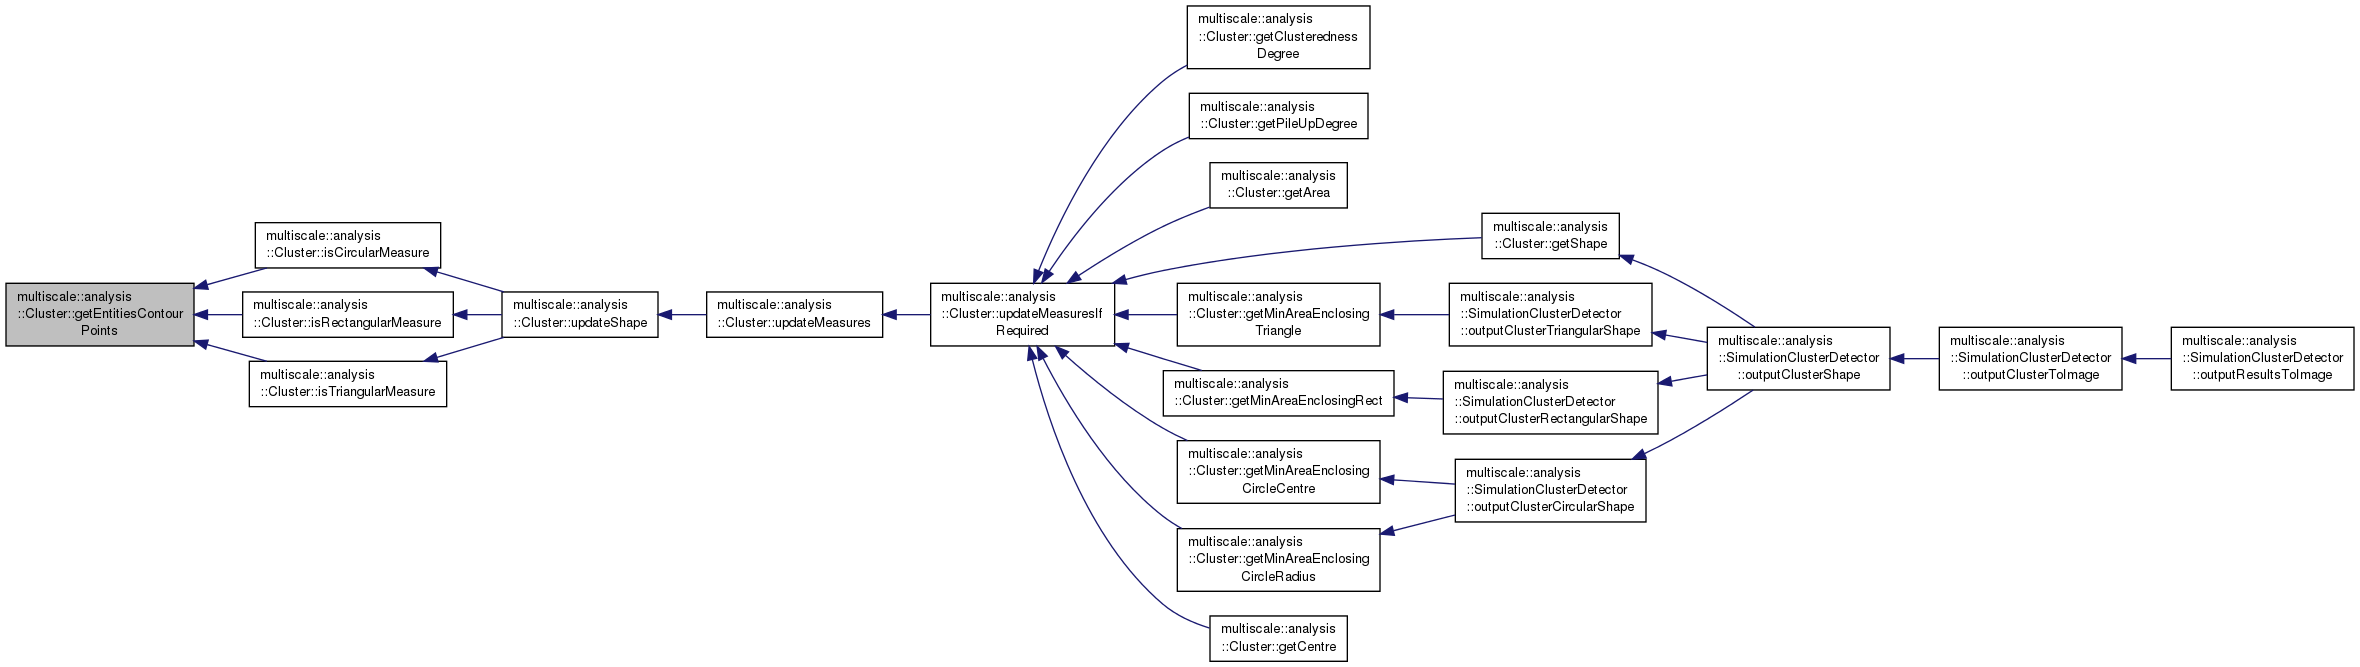 multiscale::analysis
::Cluster::getEntitiesContour
Points
multiscale::analysis
::Cluster::isCircularMeasure
multiscale::analysis
::Cluster::isRectangularMeasure
multiscale::analysis
::Cluster::isTriangularMeasure
multiscale::analysis
::Cluster::updateShape
multiscale::analysis
::Cluster::updateMeasures
multiscale::analysis
::Cluster::updateMeasuresIf
Required
multiscale::analysis
::Cluster::getClusteredness
Degree
multiscale::analysis
::Cluster::getPileUpDegree
multiscale::analysis
::Cluster::getArea
multiscale::analysis
::Cluster::getShape
multiscale::analysis
::Cluster::getMinAreaEnclosing
Triangle
multiscale::analysis
::Cluster::getMinAreaEnclosingRect
multiscale::analysis
::Cluster::getMinAreaEnclosing
CircleCentre
multiscale::analysis
::Cluster::getMinAreaEnclosing
CircleRadius
multiscale::analysis
::Cluster::getCentre
multiscale::analysis
::SimulationClusterDetector
::outputClusterTriangularShape
multiscale::analysis
::SimulationClusterDetector
::outputClusterRectangularShape
multiscale::analysis
::SimulationClusterDetector
::outputClusterCircularShape
multiscale::analysis
::SimulationClusterDetector
::outputClusterShape
multiscale::analysis
::SimulationClusterDetector
::outputClusterToImage
multiscale::analysis
::SimulationClusterDetector
::outputResultsToImage